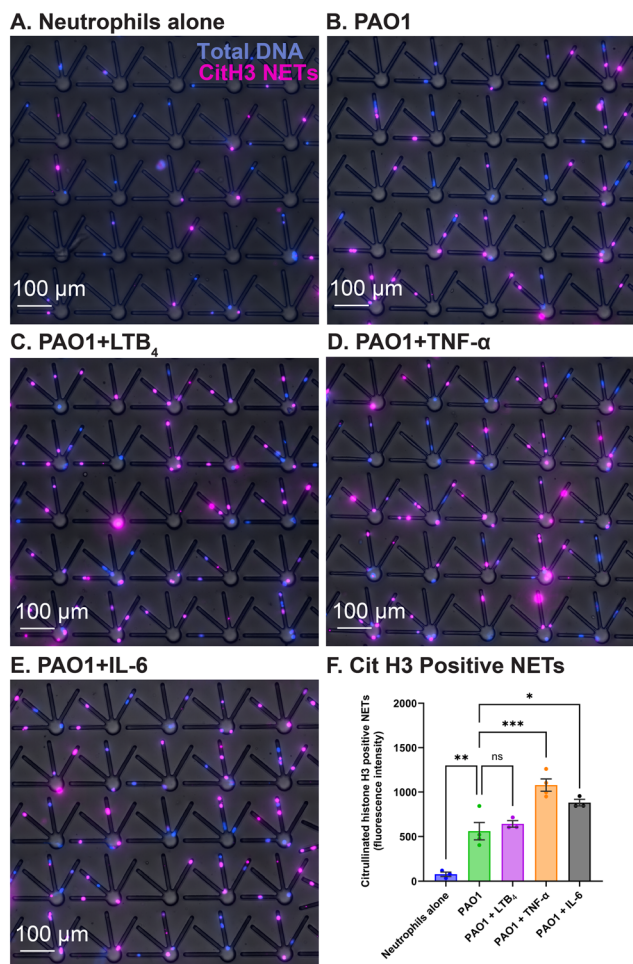 A. Neutrophils alone
Total DNA
CitH3 NETs
100 µm
B. PAO1
100 µm
C. PAO1+LTB₄
100 µm
D. PAO1+TNF-α
100 µm
E. PAO1+IL-6
100 µm
F. Cit H3 Positive NETs
Citrullinated histone H3 positive NETs
(fluorescence intensity)
2000
1500
1000
500
0
*
***
**
ns
Neutrophils alone
PAO1
PAO1 + LTB₄
PAO1 + TNF-α
PAO1 + IL-6